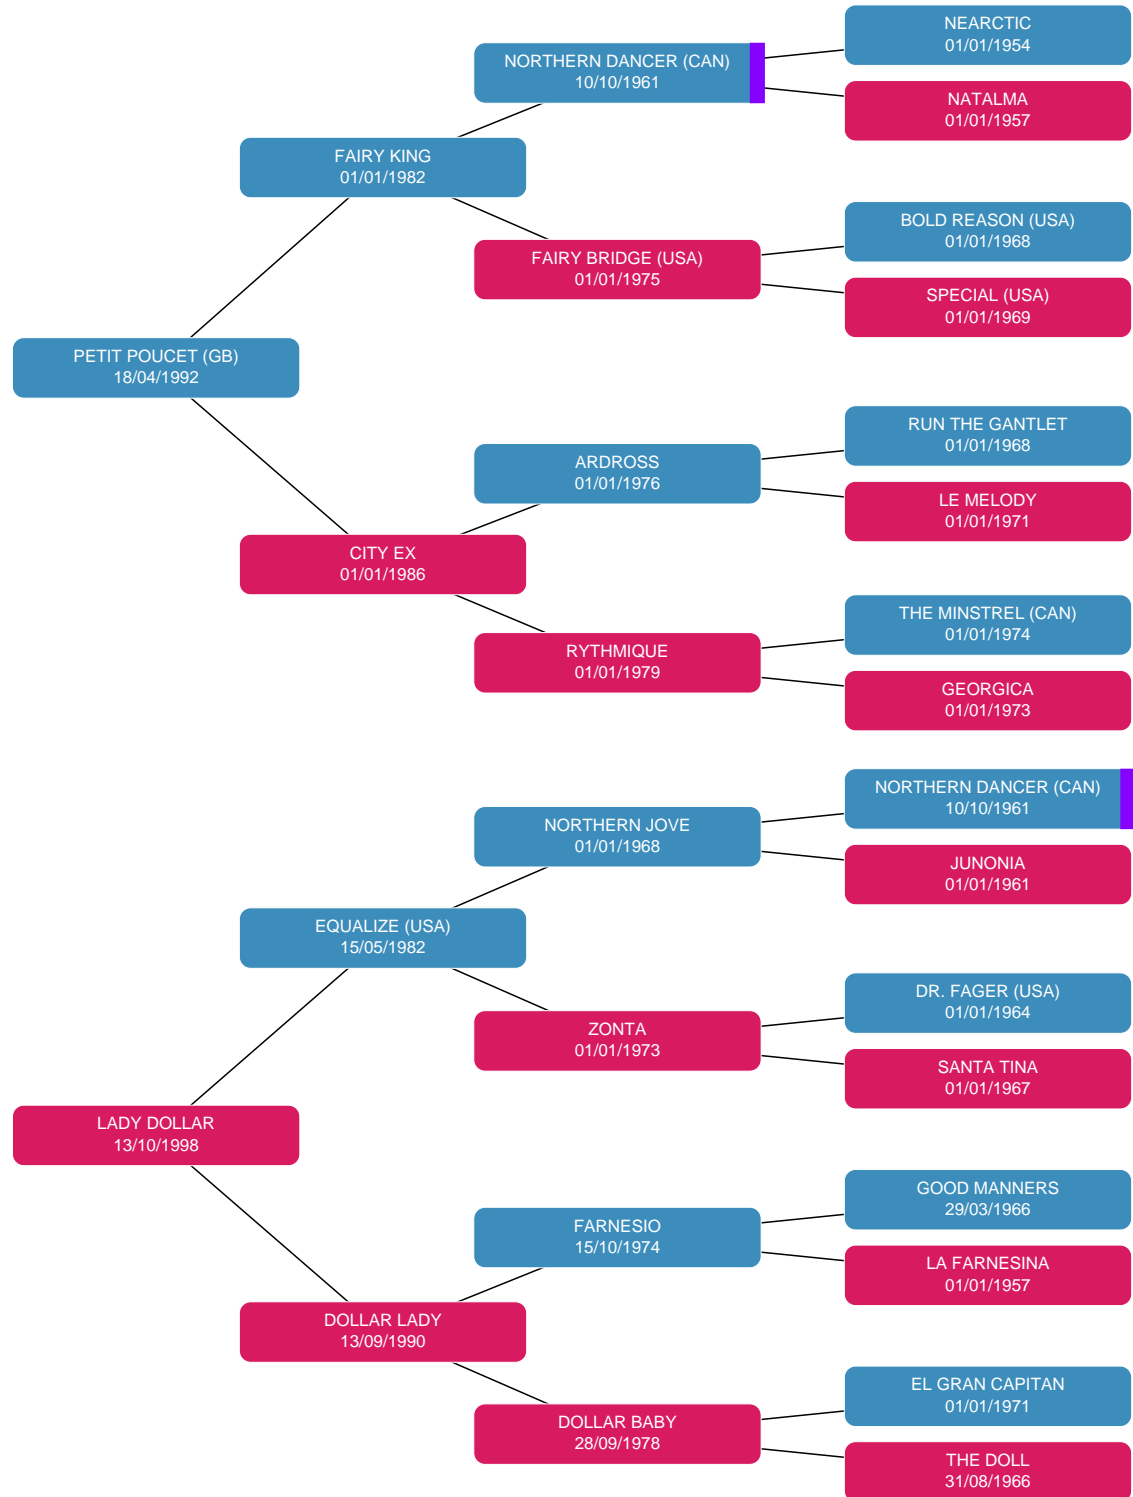 NEARCTIC
01/01/1954
NORTHERN DANCER (CAN)
10/10/1961
NATALMA
01/01/1957
FAIRY KING
01/01/1982
BOLD REASON (USA)
01/01/1968
FAIRY BRIDGE (USA)
01/01/1975
SPECIAL (USA)
01/01/1969
PETIT POUCET (GB)
18/04/1992
RUN THE GANTLET
01/01/1968
ARDROSS
01/01/1976
LE MELODY
01/01/1971
CITY EX
01/01/1986
THE MINSTREL (CAN)
01/01/1974
RYTHMIQUE
01/01/1979
GEORGICA
01/01/1973
NORTHERN DANCER (CAN)
10/10/1961
NORTHERN JOVE
01/01/1968
JUNONIA
01/01/1961
EQUALIZE (USA)
15/05/1982
DR. FAGER (USA)
01/01/1964
ZONTA
01/01/1973
SANTA TINA
01/01/1967
LADY DOLLAR
13/10/1998
GOOD MANNERS
29/03/1966
FARNESIO
15/10/1974
LA FARNESINA
01/01/1957
DOLLAR LADY
13/09/1990
EL GRAN CAPITAN
01/01/1971
DOLLAR BABY
28/09/1978
THE DOLL
31/08/1966